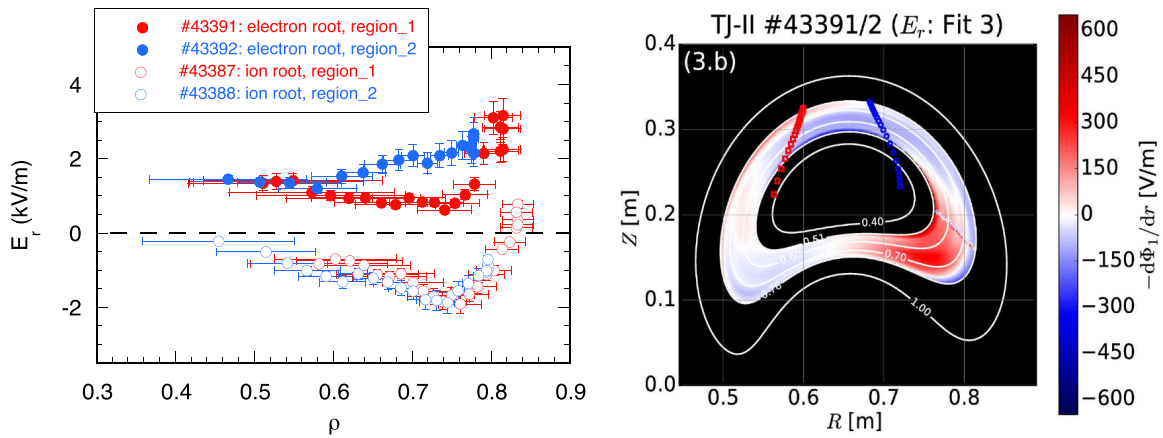 #43391: electron root, region_1
#43392: electron root, region_2
#43387: ion root, region_1
#43388: ion root, region_2
4
2
0
-2
E_r (kV/m)
0.3 0.4 0.5 0.6 0.7 0.8 0.9
ρ
TJ-II #43391/2 (E_r: Fit 3)
(3.b)
0.4
0.3
0.2
0.1
0.0
Z [m]
0.5 0.6 0.7 0.8
R [m]
0.40
0.51
0.60
0.70
0.78
1.00
600
450
300
150
0
−150
−300
−450
−600
−dΦ₁/dr [V/m]